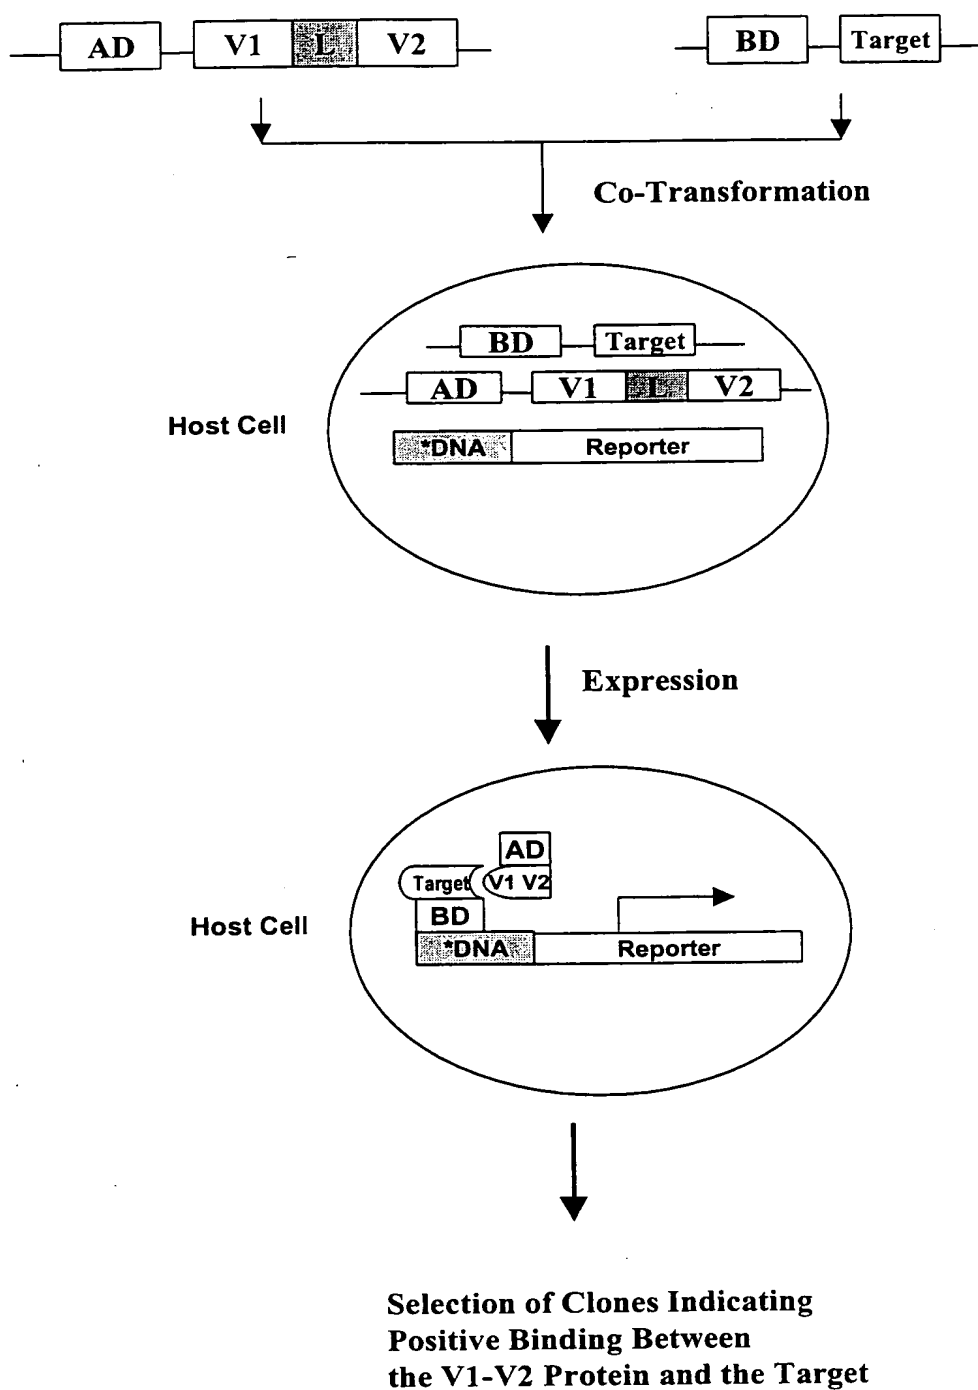 AD V1 L V2 BD Target
Co-Transformation
BD Target
AD V1 L V2
Host Cell
*DNA Reporter
Expression
AD
Target V1 V2
BD
Host Cell
*DNA Reporter
Selection of Clones Indicating
Positive Binding Between
the V1-V2 Protein and the Target